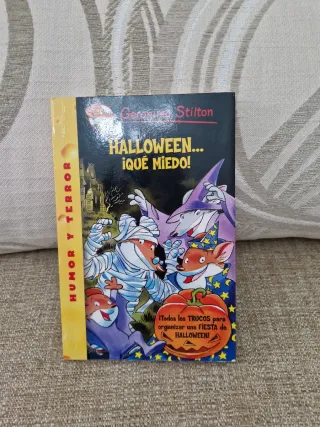 Geronimo Stilton
HALLOWEEN...
¡QUÉ MIEDO!
HUMOR Y TERROR
¡Todos los TRUCOS para
organizar una FIESTA de
HALLOWEEN!